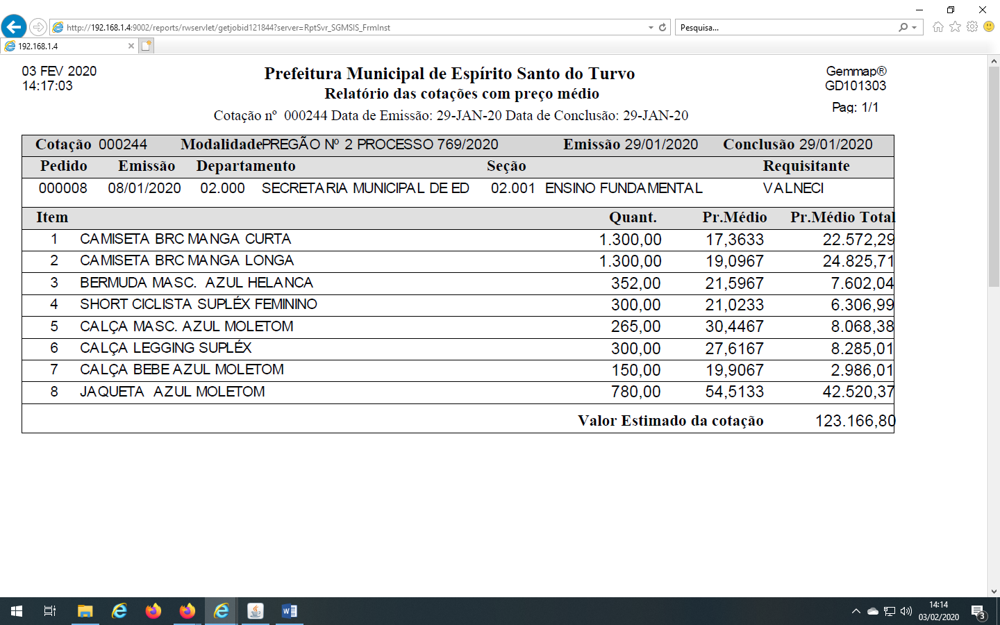 http://192.168.1.4:9002/reports/rwservlet/getjobid121844?server=RptSvr_SGMSIS_FrmInst
Pesquisa...
192.168.1.4
03 FEV 2020
14:17:03
Prefeitura Municipal de Espírito Santo do Turvo
Relatório das cotações com preço médio
Cotação nº 000244 Data de Emissão: 29-JAN-20 Data de Conclusão: 29-JAN-20
Gemmap®
GD101303
Pag: 1/1
Cotação 000244 Modalidade PREGÃO Nº 2 PROCESSO 769/2020 Emissão 29/01/2020 Conclusão 29/01/2020
Pedido Emissão Departamento Seção Requisitante
000008 08/01/2020 02.000 SECRETARIA MUNICIPAL DE ED 02.001 ENSINO FUNDAMENTAL VALNECI
Item Quant. Pr.Médio Pr.Médio Total
1 CAMISETA BRC MANGA CURTA 1.300,00 17,3633 22.572,29
2 CAMISETA BRC MANGA LONGA 1.300,00 19,0967 24.825,71
3 BERMUDA MASC. AZUL HELANCA 352,00 21,5967 7.602,04
4 SHORT CICLISTA SUPLÉX FEMININO 300,00 21,0233 6.306,99
5 CALÇA MASC. AZUL MOLETOM 265,00 30,4467 8.068,38
6 CALÇA LEGGING SUPLÉX 300,00 27,6167 8.285,01
7 CALÇA BEBE AZUL MOLETOM 150,00 19,9067 2.986,01
8 JAQUETA AZUL MOLETOM 780,00 54,5133 42.520,37
Valor Estimado da cotação 123.166,80
14:14
03/02/2020
3